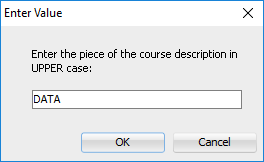 Enter Value
Enter the piece of the course description in
UPPER case:
DATA
OK
Cancel